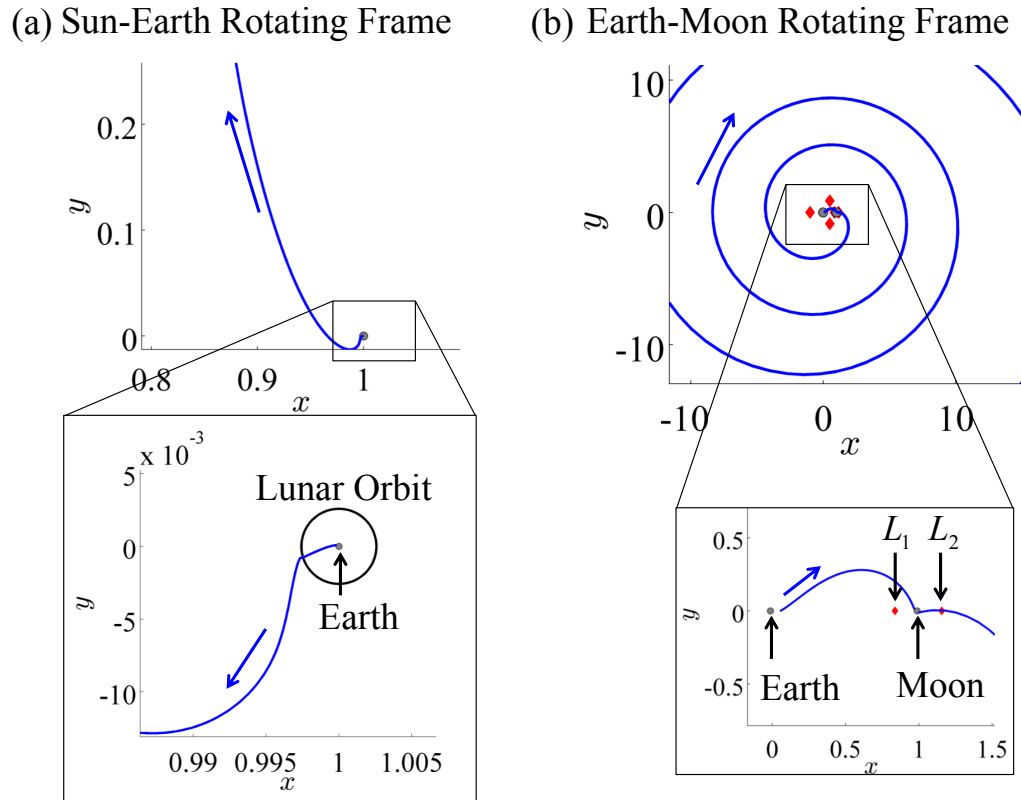 (a) Sun-Earth Rotating Frame
0.2
0.1
0
y
0.8
0.9
1
x
x 10⁻³
5
0
-5
-10
y
Lunar Orbit
Earth
0.99
0.995
1
1.005
x
(b) Earth-Moon Rotating Frame
10
0
-10
y
-10
0
10
x
0.5
0
-0.5
y
L₁
L₂
Earth
Moon
0
0.5
1
1.5
x